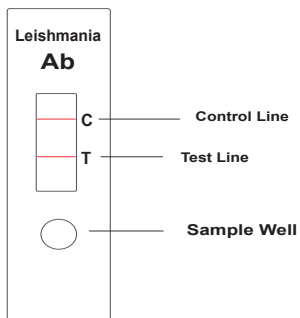 Leishmania
Ab
C
Control Line
T
Test Line
Sample Well